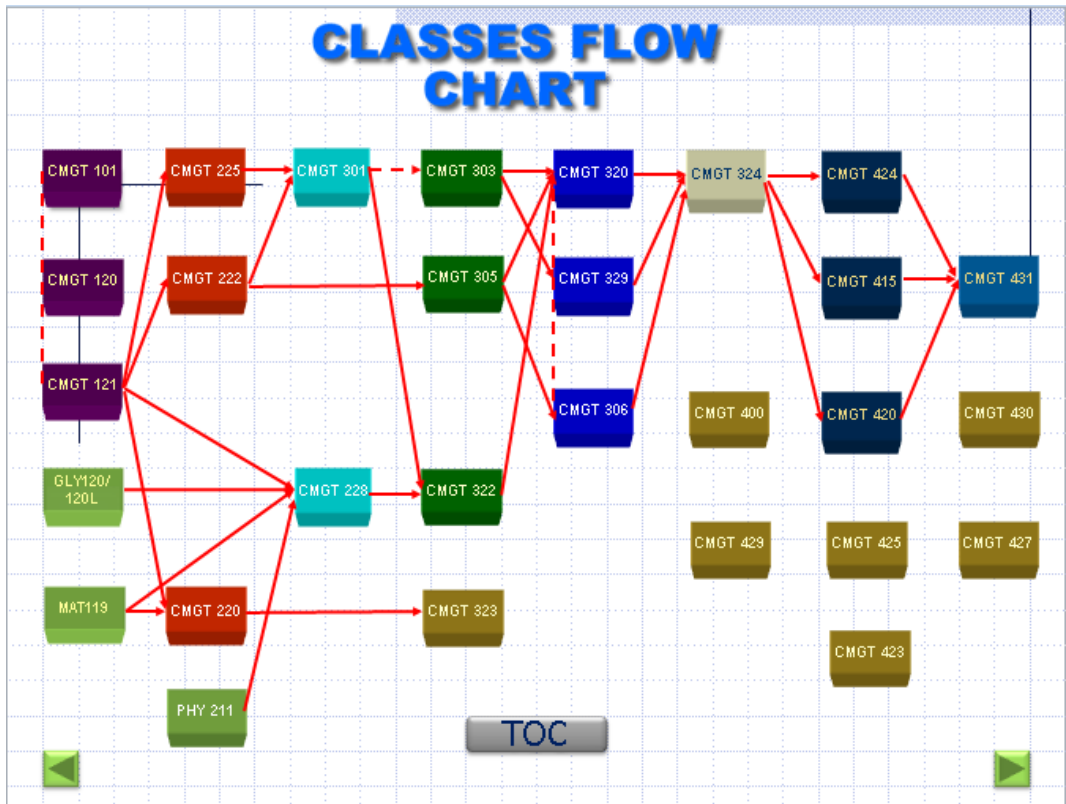 CLASSES FLOW
CHART
CMGT 101
CMGT 225
CMGT 301
CMGT 303
CMGT 320
CMGT 324
CMGT 424
CMGT 120
CMGT 222
CMGT 305
CMGT 329
CMGT 415
CMGT 431
CMGT 121
CMGT 306
CMGT 400
CMGT 420
CMGT 430
GLY120/
120L
CMGT 228
CMGT 322
CMGT 429
CMGT 425
CMGT 427
MAT119
CMGT 220
CMGT 323
CMGT 423
PHY 211
TOC